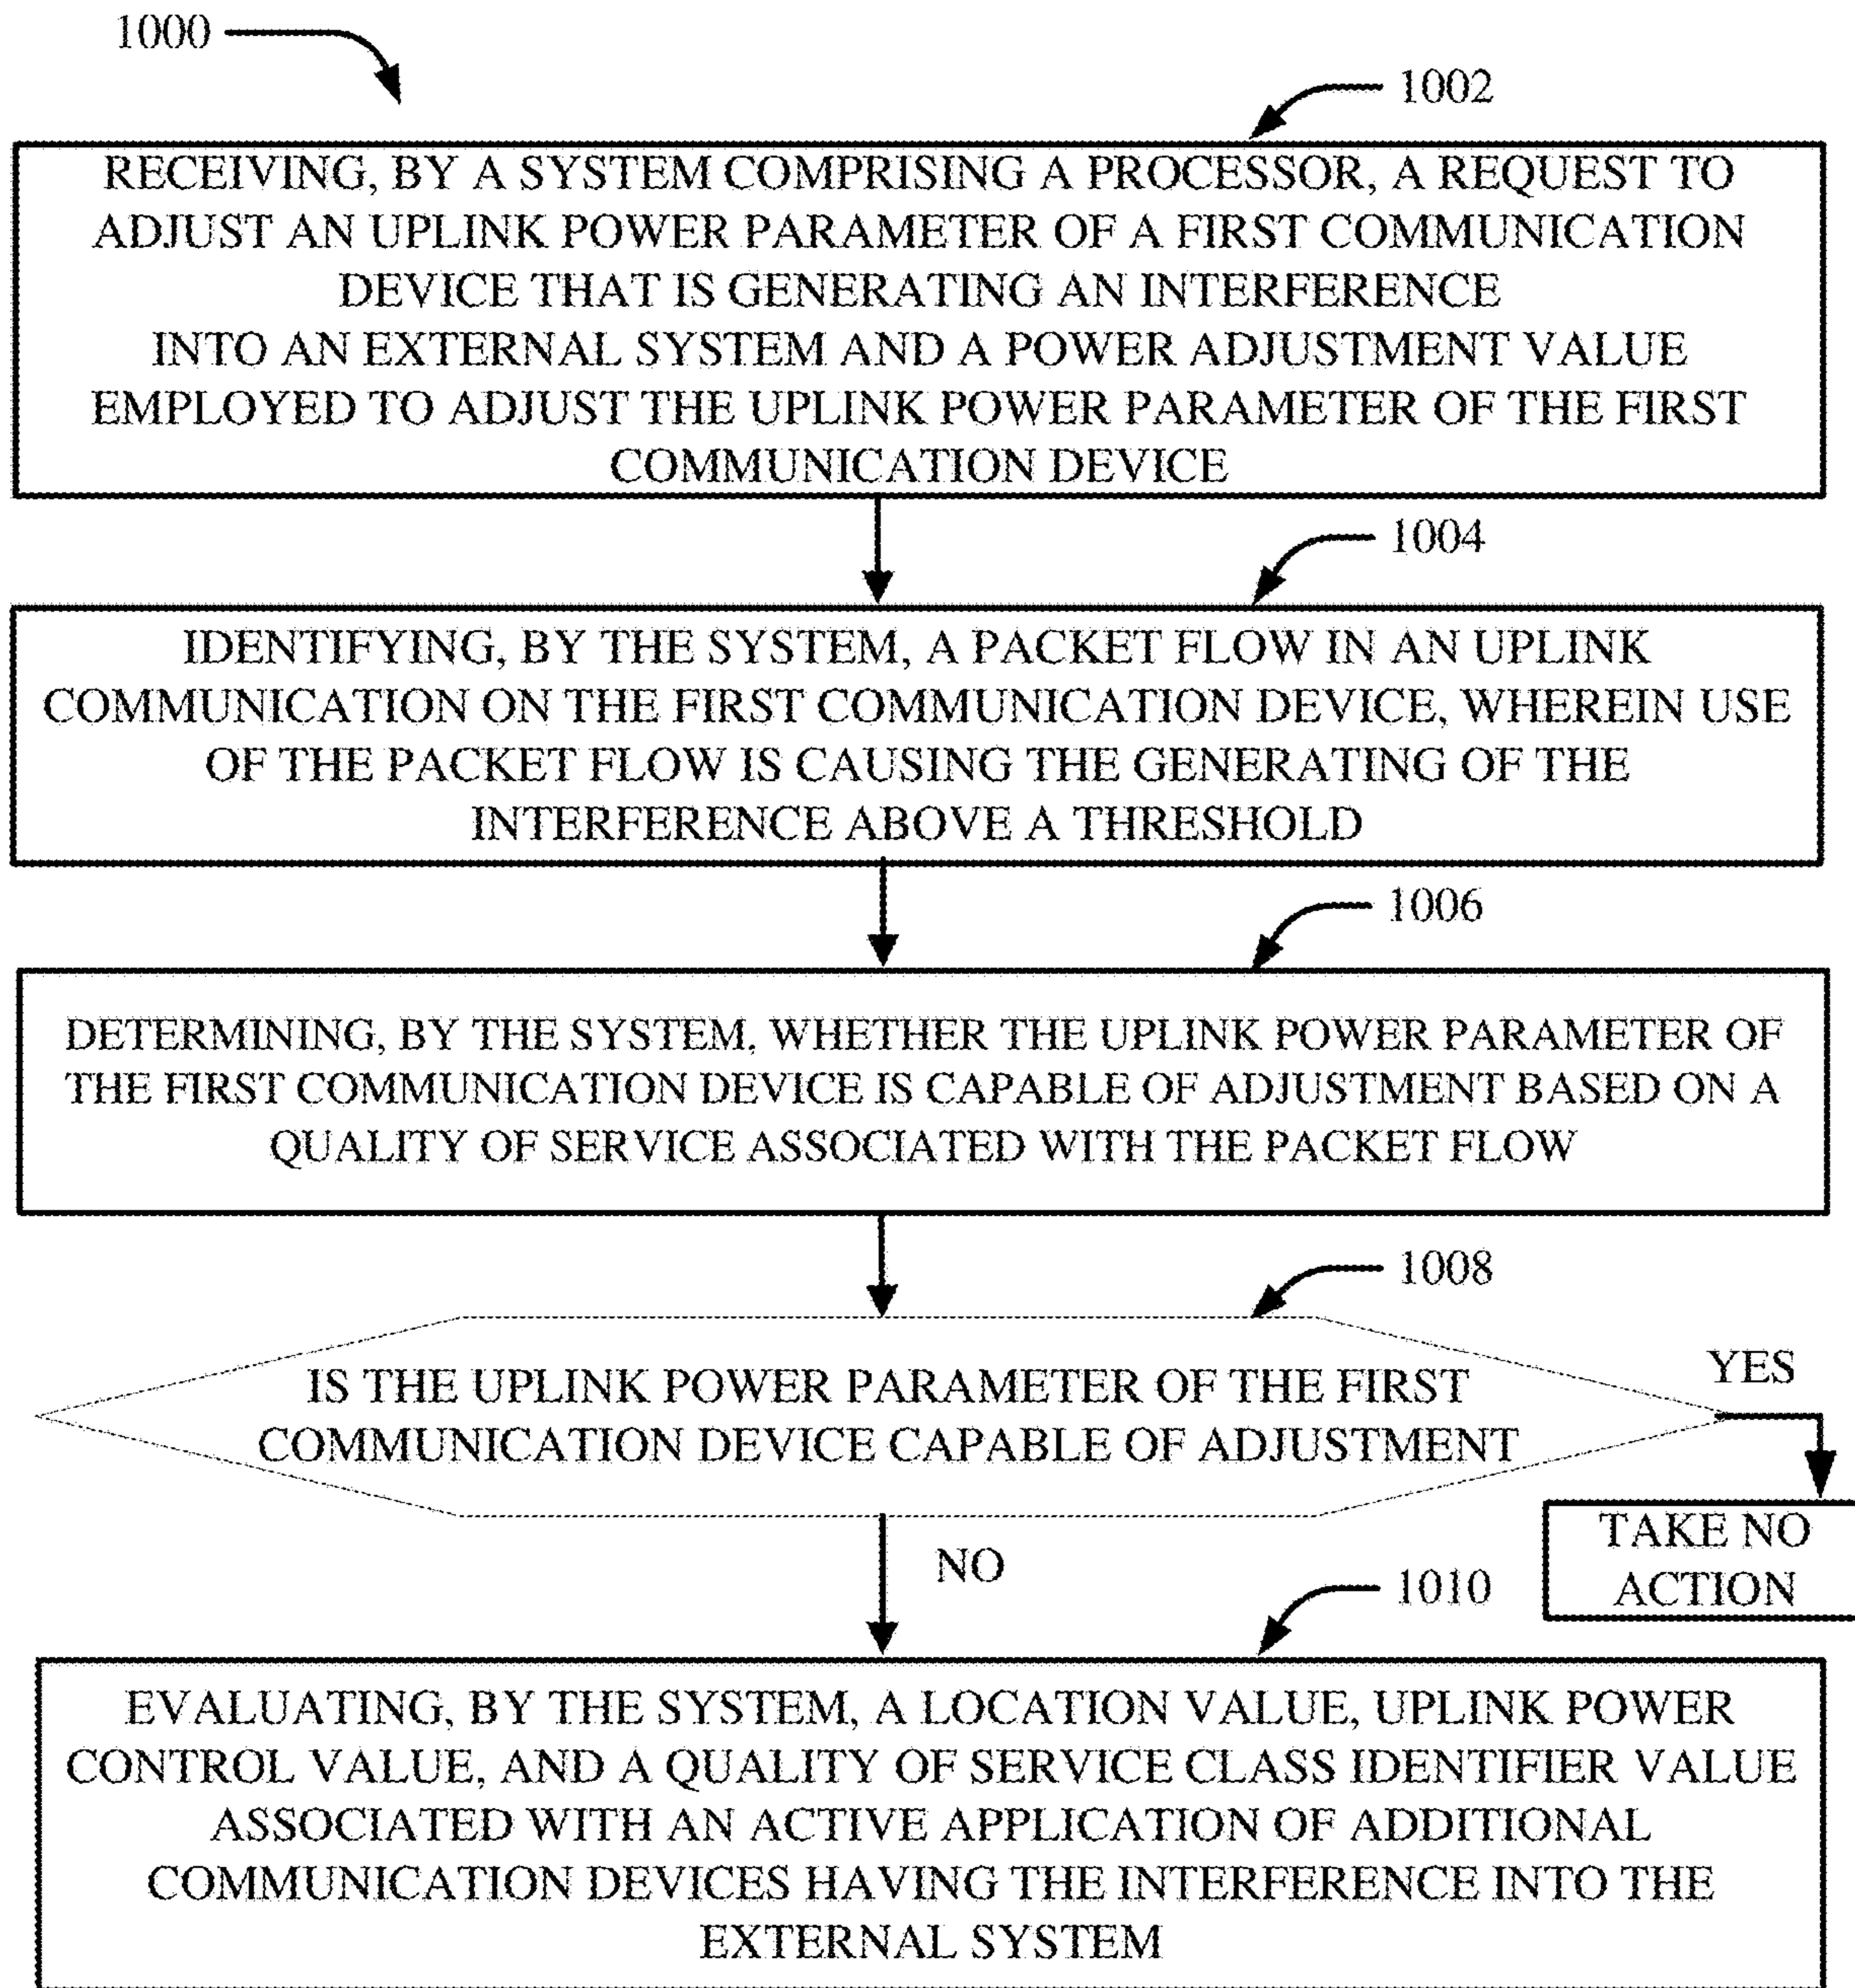 1000
1002
RECEIVING, BY A SYSTEM COMPRISING A PROCESSOR, A REQUEST TO
ADJUST AN UPLINK POWER PARAMETER OF A FIRST COMMUNICATION
DEVICE THAT IS GENERATING AN INTERFERENCE
INTO AN EXTERNAL SYSTEM AND A POWER ADJUSTMENT VALUE
EMPLOYED TO ADJUST THE UPLINK POWER PARAMETER OF THE FIRST
COMMUNICATION DEVICE
1004
IDENTIFYING, BY THE SYSTEM, A PACKET FLOW IN AN UPLINK
COMMUNICATION ON THE FIRST COMMUNICATION DEVICE, WHEREIN USE
OF THE PACKET FLOW IS CAUSING THE GENERATING OF THE
INTERFERENCE ABOVE A THRESHOLD
1006
DETERMINING, BY THE SYSTEM, WHETHER THE UPLINK POWER PARAMETER OF
THE FIRST COMMUNICATION DEVICE IS CAPABLE OF ADJUSTMENT BASED ON A
QUALITY OF SERVICE ASSOCIATED WITH THE PACKET FLOW
1008
IS THE UPLINK POWER PARAMETER OF THE FIRST
COMMUNICATION DEVICE CAPABLE OF ADJUSTMENT
YES
TAKE NO
ACTION
NO
1010
EVALUATING, BY THE SYSTEM, A LOCATION VALUE, UPLINK POWER
CONTROL VALUE, AND A QUALITY OF SERVICE CLASS IDENTIFIER VALUE
ASSOCIATED WITH AN ACTIVE APPLICATION OF ADDITIONAL
COMMUNICATION DEVICES HAVING THE INTERFERENCE INTO THE
EXTERNAL SYSTEM